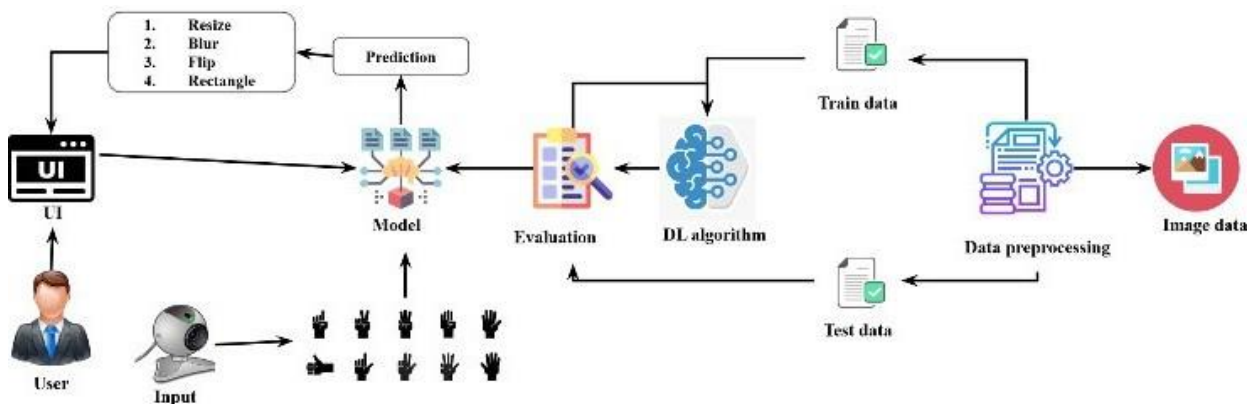 1. Resize
2. Blur
3. Flip
4. Rectangle
Prediction
Train data
UI
UI
Model
Evaluation
DL algorithm
Data preprocessing
Image data
Test data
User
Input